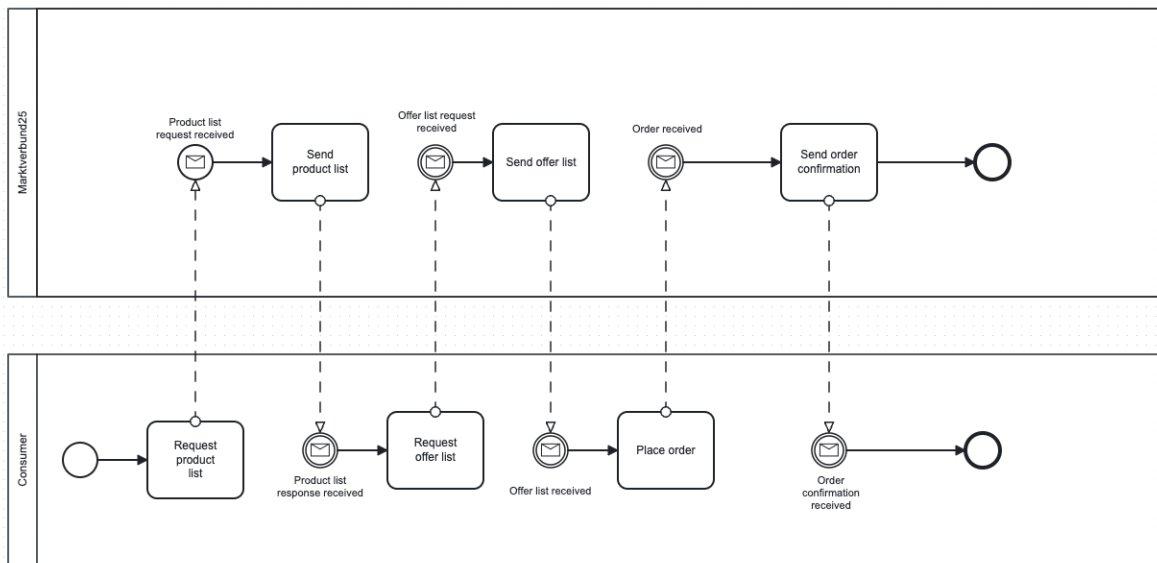 Marktverbund25
Product list
request received
Send
product list
Offer list request
received
Send offer list
Order received
Send order
confirmation
Consumer
Request
product
list
Product list
response received
Request
offer list
Offer list received
Place order
Order
confirmation
received